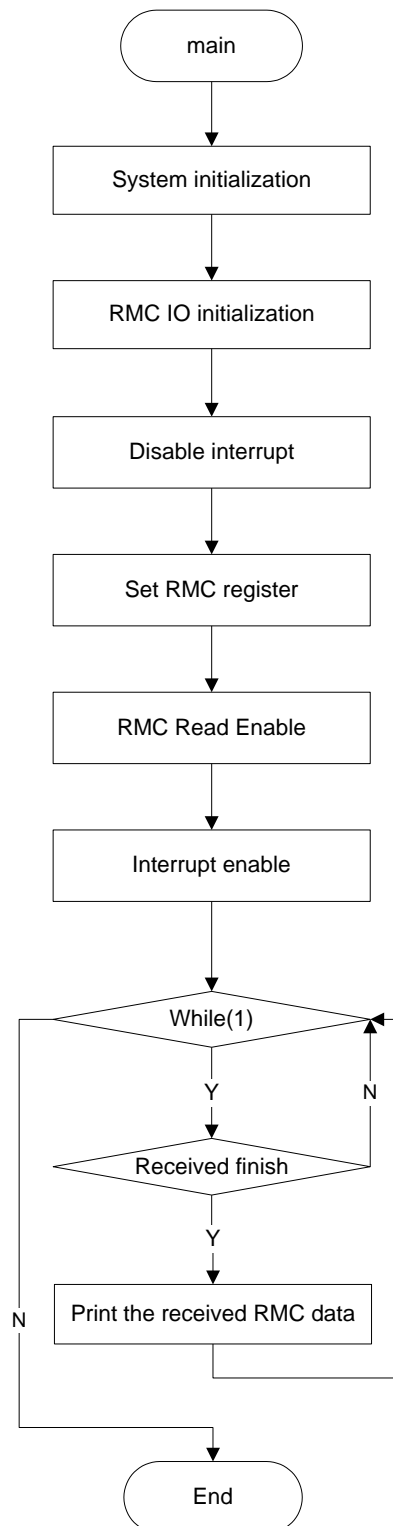 main
System initialization
RMC IO initialization
Disable interrupt
Set RMC register
RMC Read Enable
Interrupt enable
While(1)
Y
N
Received finish
Y
Print the received RMC data
N
End